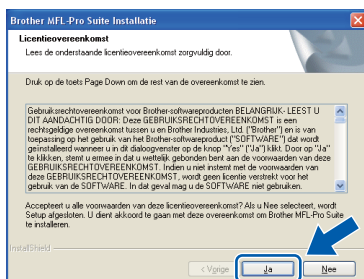 Brother MFL-Pro Suite Installatie
Licentieovereenkomst
Lees de onderstaande licentieovereenkomst zorgvuldig door.
Druk op de toets Page Down om de rest van de overeenkomst te zien.
Gebruiksrechtovereenkomst voor Brother-softwareproducten BELANGRIJK- LEEST U
DIT AANDACHTIG DOOR: Deze GEBRUIKSRECHTOVEREENKOMST is een
rechtsgeldige overeenkomst tussen u en Brother Industries, Ltd. ("Brother") en is van
toepassing op het gebruik van het Brother-softwareproduct ("SOFTWARE") dat wordt
geïnstalleerd wanneer u in dit dialoogvenster op de knop "Yes" ("Ja") klikt. Door op "Ja"
te klikken, stemt u ermee in dat u wettelijk gebonden bent aan de voorwaarden van deze
GEBRUIKSRECHTOVEREENKOMST. Indien u niet instemt met de voorwaarden van
deze GEBRUIKSRECHTOVEREENKOMST, wordt geen licentie verstrekt voor het
gebruik van de SOFTWARE. In dat geval mag u de SOFTWARE niet gebruiken.
Accepteert u alle voorwaarden van deze licentieovereenkomst? Als u Nee selecteert, wordt
Setup afgesloten. U dient akkoord te gaan met deze overeenkomst om Brother MFL-Pro Suite
te installeren.
InstallShield
< Vorige
Ja
Nee